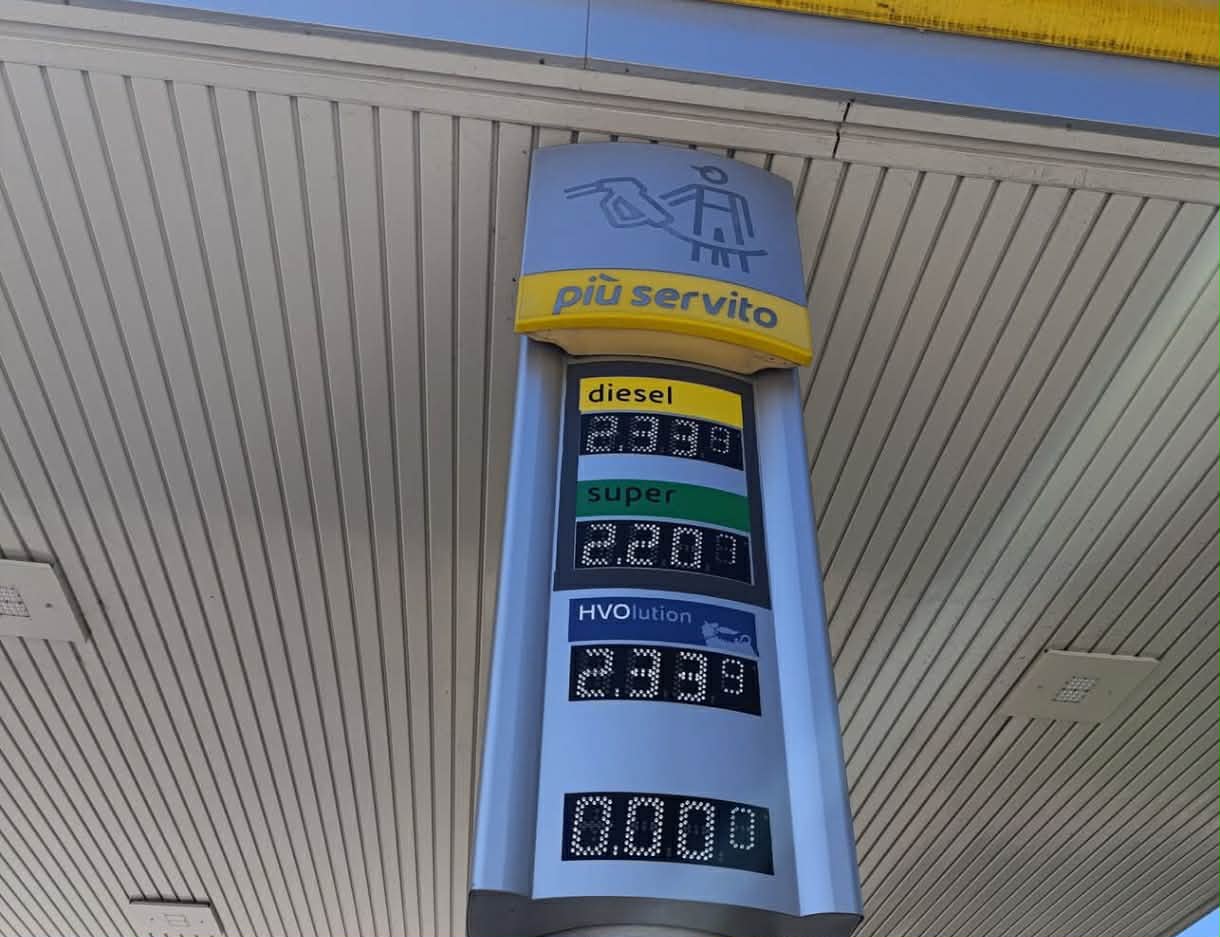 più servito
diesel
2.339
super
2.209
HVOlution
2.339
0.000